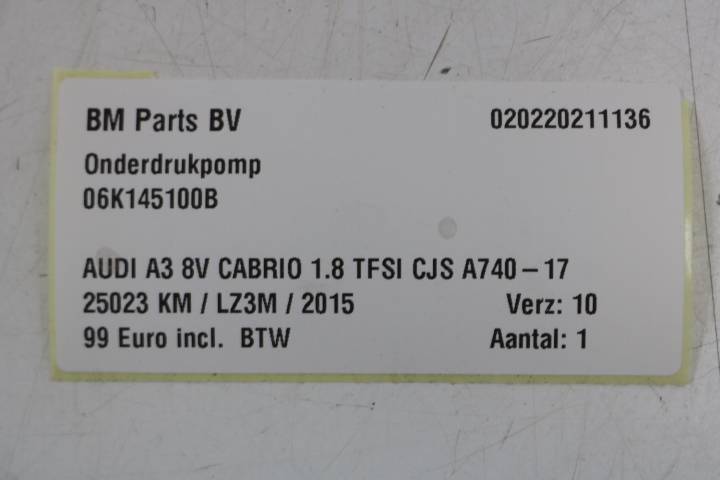 BM Parts BV 020220211136
Onderdrukpomp
06K145100B
AUDI A3 8V CABRIO 1.8 TFSI CJS A740-17
25023 KM / LZ3M / 2015 Verz: 10
99 Euro incl. BTW Aantal: 1